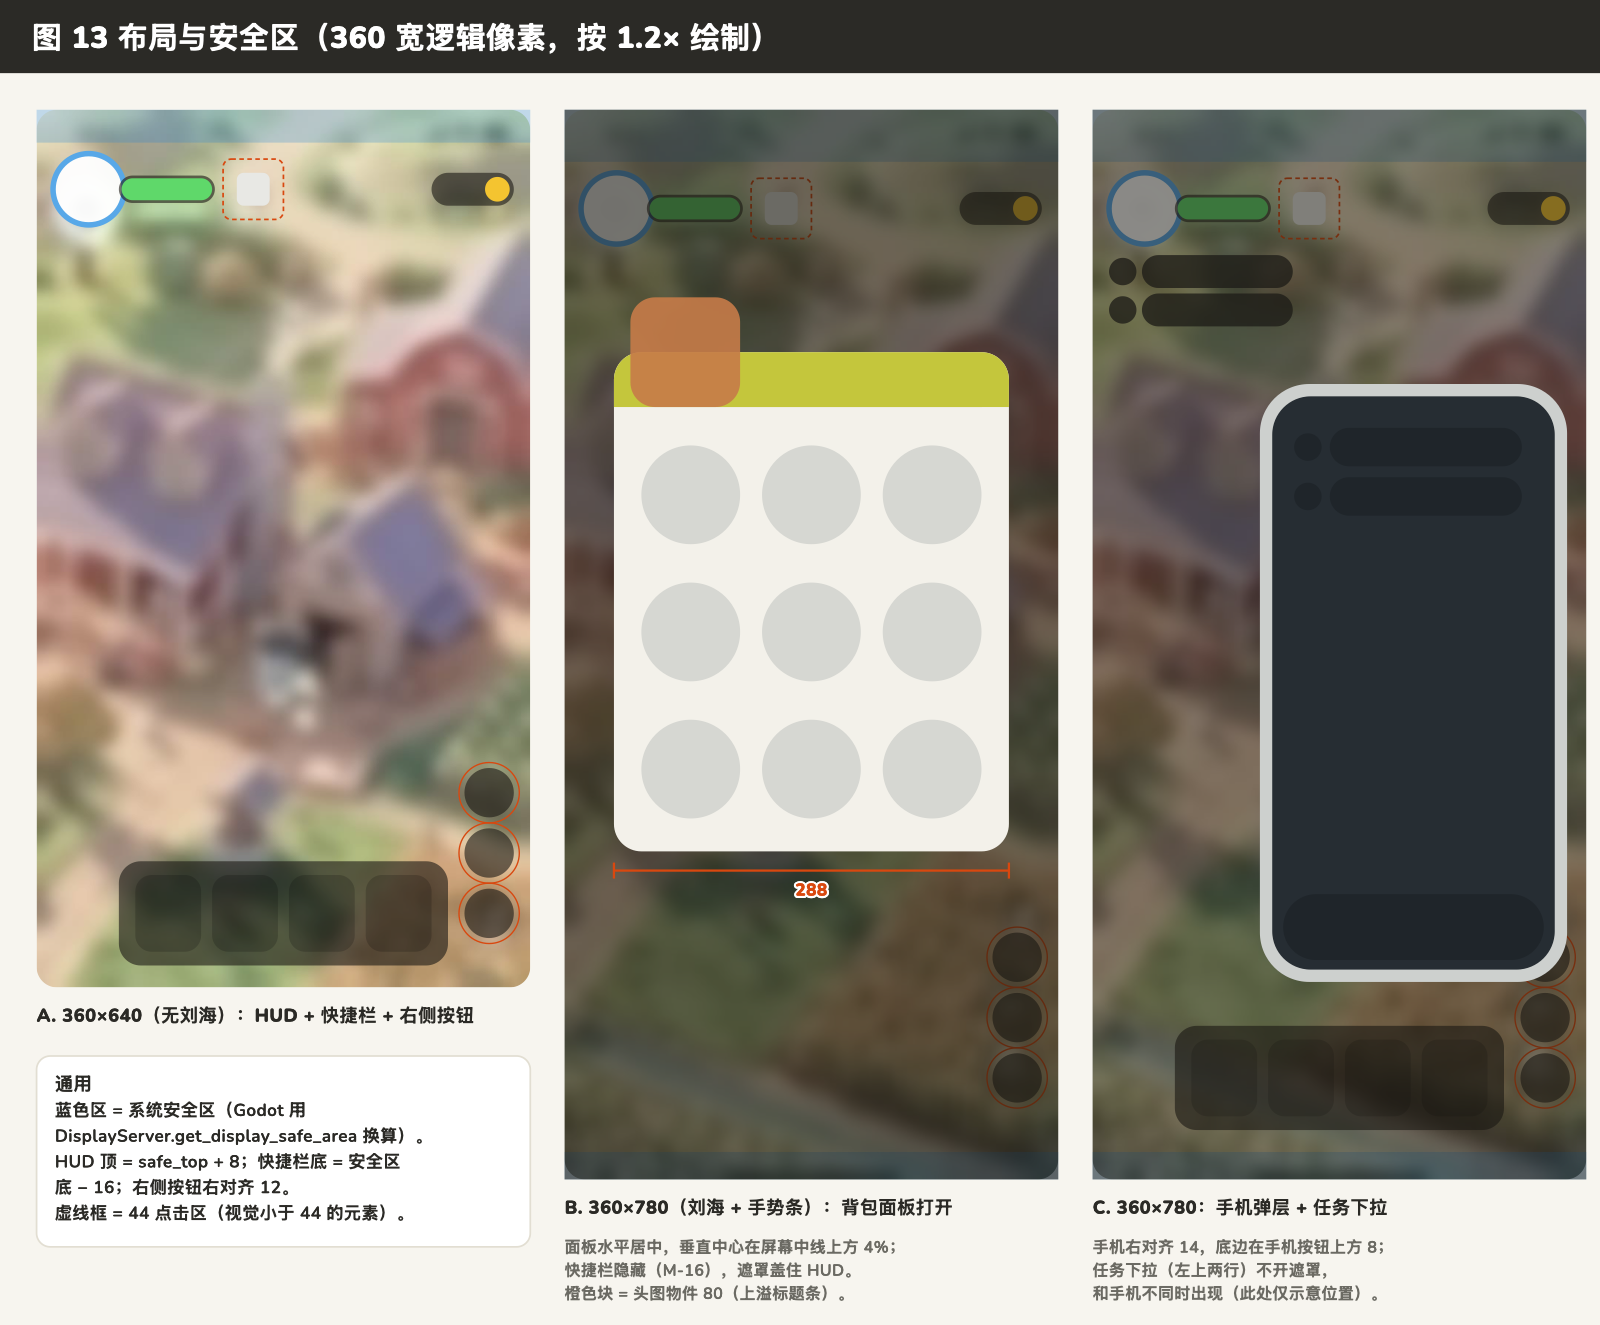 图 13 布局与安全区（360 宽逻辑像素，按 1.2× 绘制）
A. 360×640（无刘海）：HUD + 快捷栏 + 右侧按钮
通用
蓝色区 = 系统安全区（Godot 用
DisplayServer.get_display_safe_area 换算）。
HUD 顶 = safe_top + 8；快捷栏底 = 安全区
底 − 16；右侧按钮右对齐 12。
虚线框 = 44 点击区（视觉小于 44 的元素）。
288
B. 360×780（刘海 + 手势条）：背包面板打开
面板水平居中，垂直中心在屏幕中线上方 4%；
快捷栏隐藏（M-16），遮罩盖住 HUD。
橙色块 = 头图物件 80（上溢标题条）。
C. 360×780：手机弹层 + 任务下拉
手机右对齐 14，底边在手机按钮上方 8；
任务下拉（左上两行）不开遮罩，
和手机不同时出现（此处仅示意位置）。